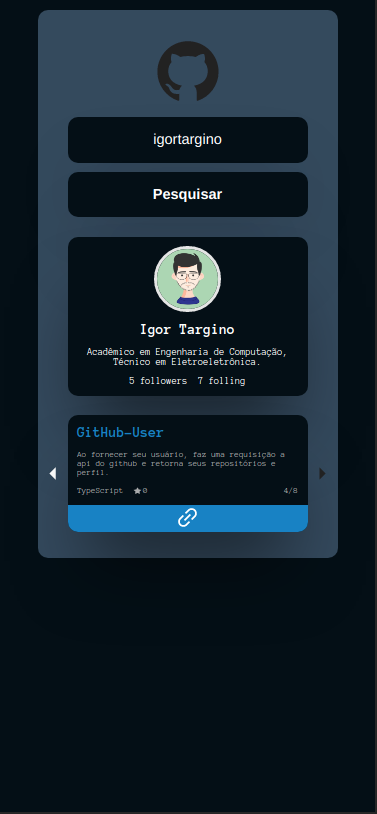 igortargino
Pesquisar
Igor Targino
Acadêmico em Engenharia de Computação,
Técnico em Eletroeletrônica.
5 followers 7 folling
GitHub-User
Ao fornecer seu usuário, faz uma requisição a
api do github e retorna seus repositórios e
perfil.
TypeScript 0 4/8